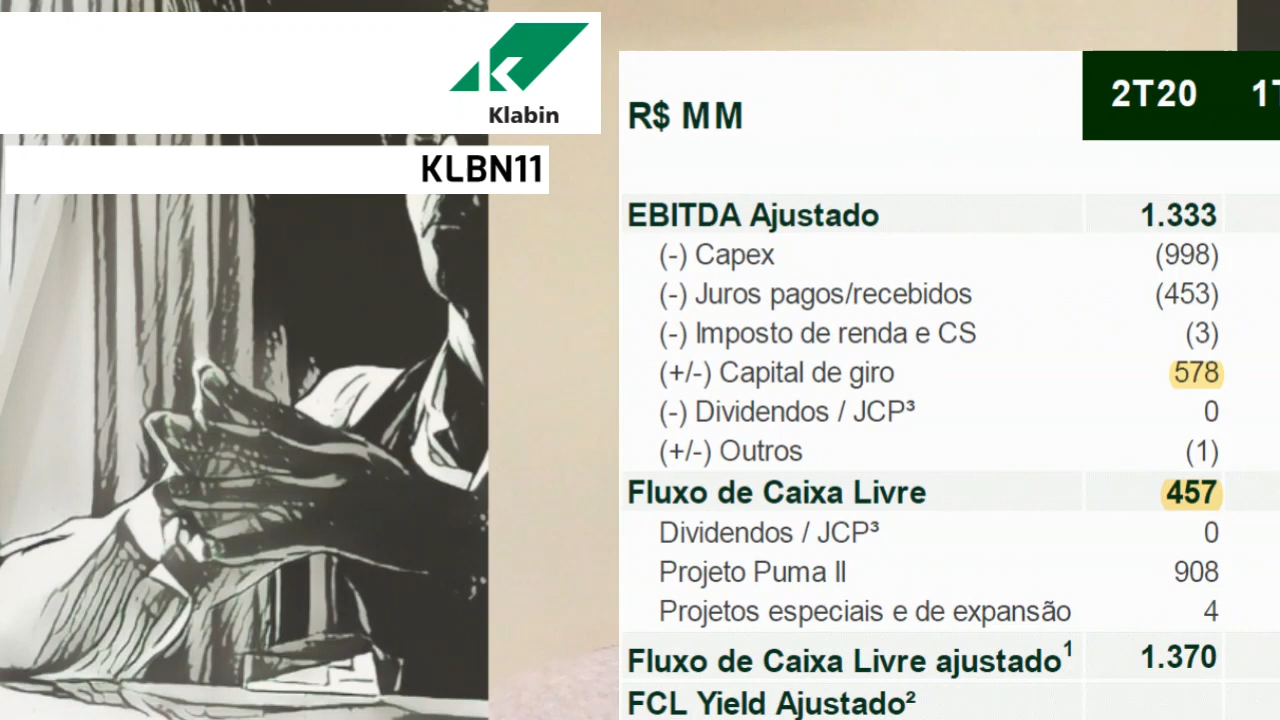 Klabin
KLBN11
R$ MM 2T20
EBITDA Ajustado 1.333
(-) Capex (998)
(-) Juros pagos/recebidos (453)
(-) Imposto de renda e CS (3)
(+/-) Capital de giro 578
(-) Dividendos / JCP³ 0
(+/-) Outros (1)
Fluxo de Caixa Livre 457
Dividendos / JCP³ 0
Projeto Puma II 908
Projetos especiais e de expansão 4
Fluxo de Caixa Livre ajustado¹ 1.370
FCL Yield Ajustado²